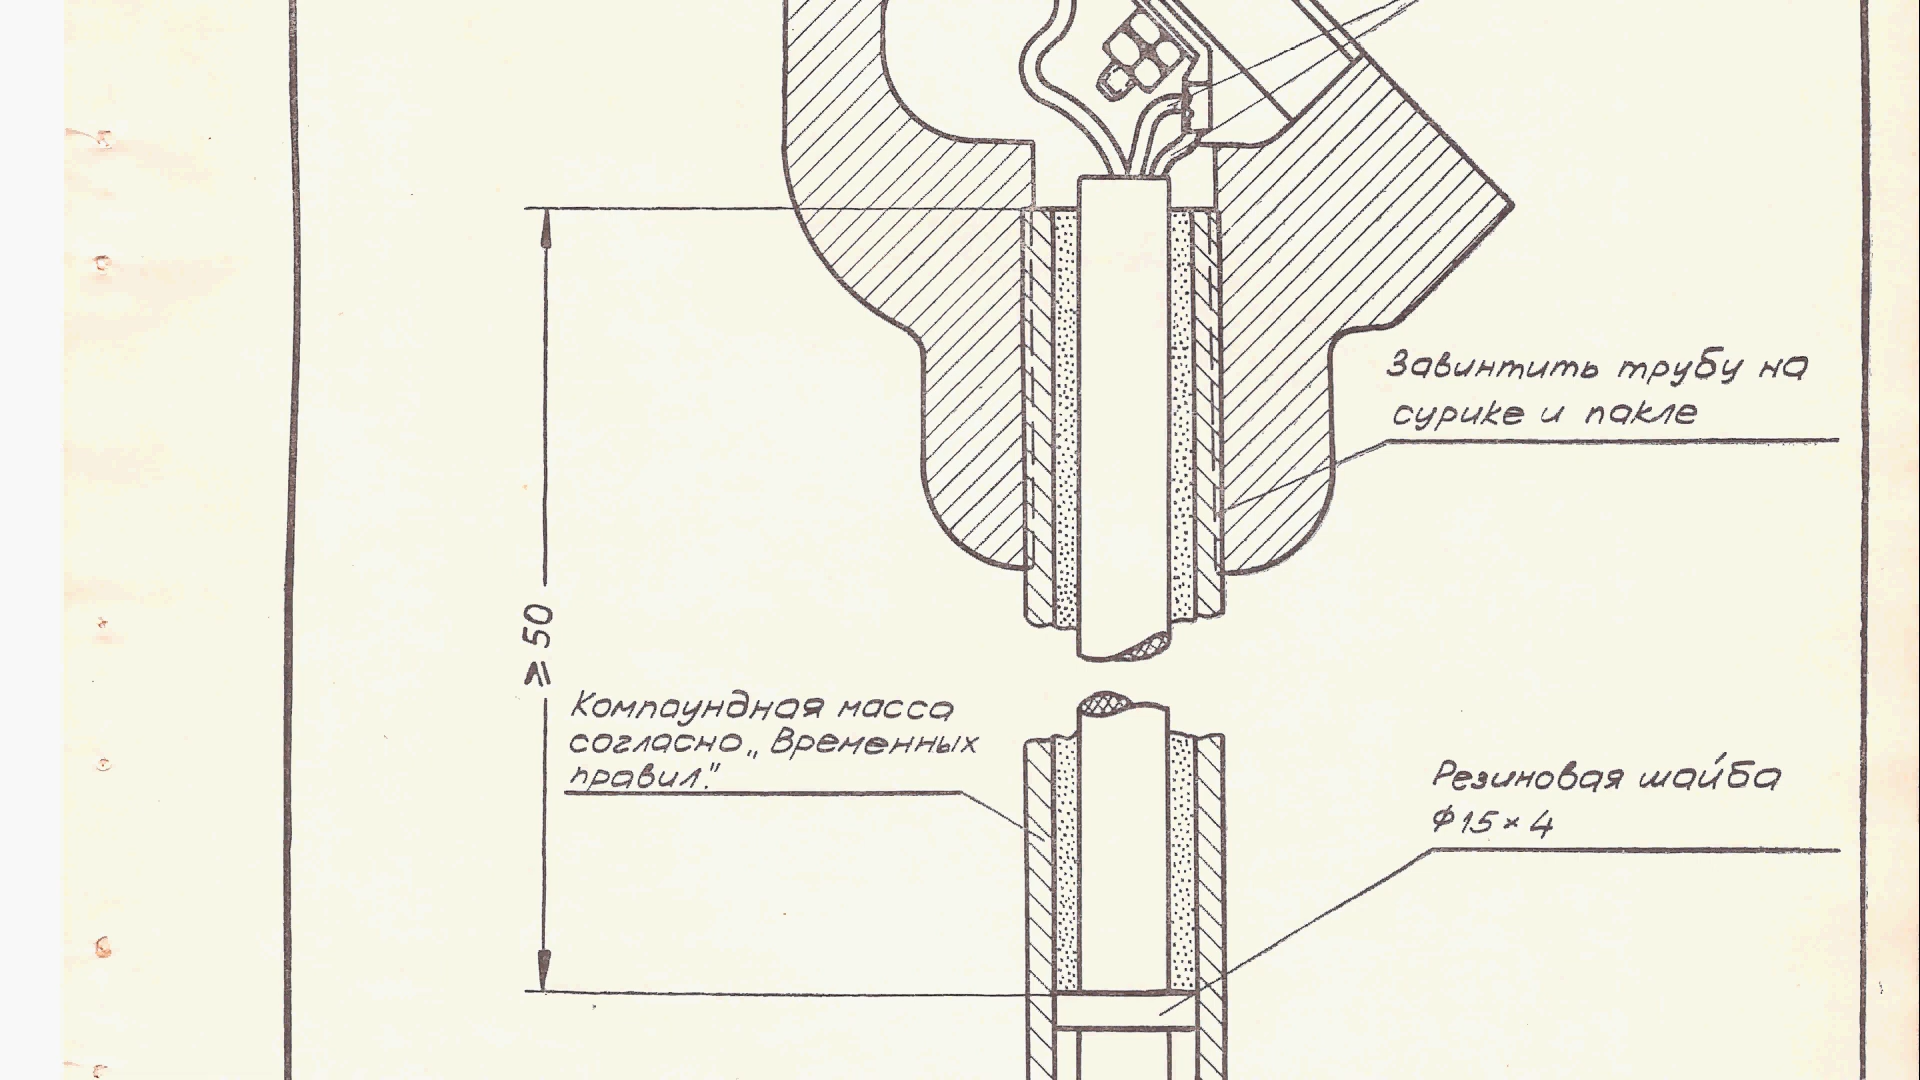 Завинтить трубу на
сурике и пакле
⩾50
Компаундная масса
согласно „Временных
правил."
Резиновая шайба
Ф15×4